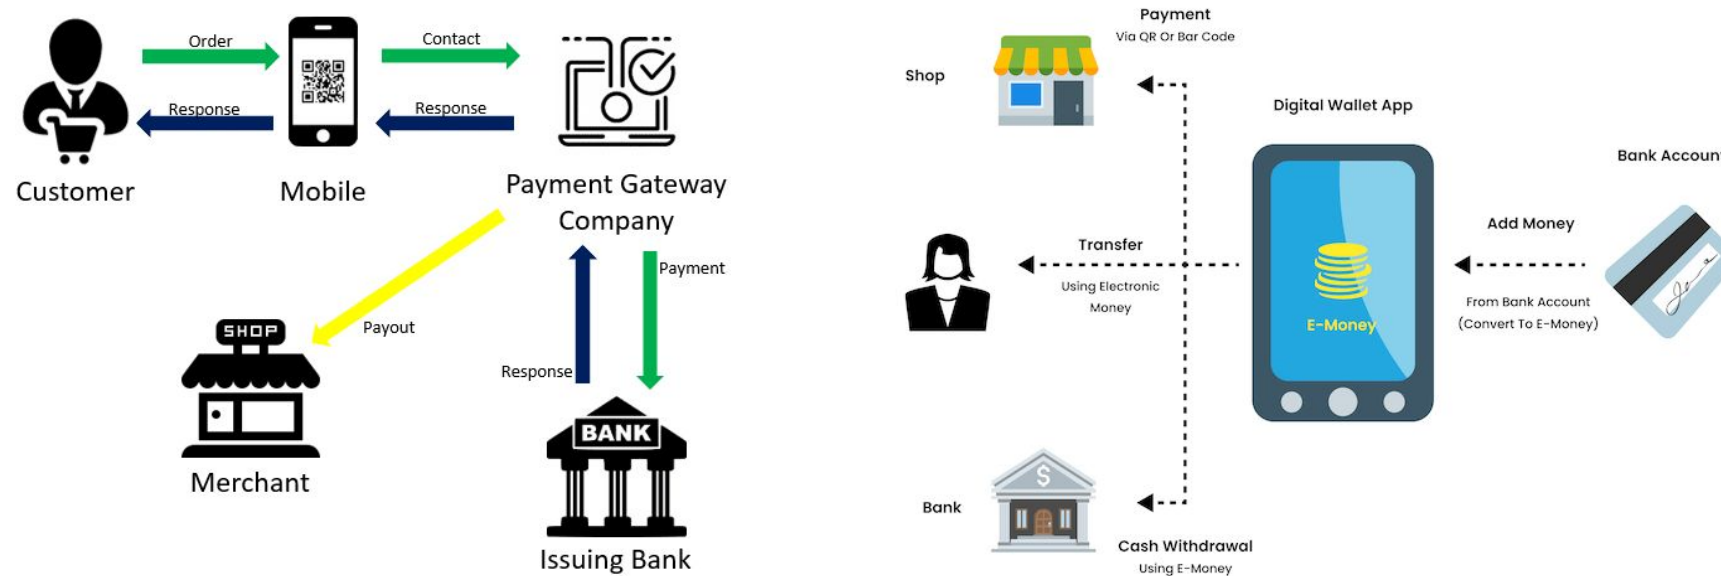 Order
Contact
Response
Response
Customer
Mobile
Payment Gateway
Company
Payment
Payout
SHOP
Response
Merchant
BANK
Issuing Bank
Payment
Via QR Or Bar Code
Shop
Digital Wallet App
Bank Account
Add Money
Transfer
Using Electronic
Money
From Bank Account
(Convert To E-Money)
E-Money
$
Bank
Cash Withdrawal
Using E-Money